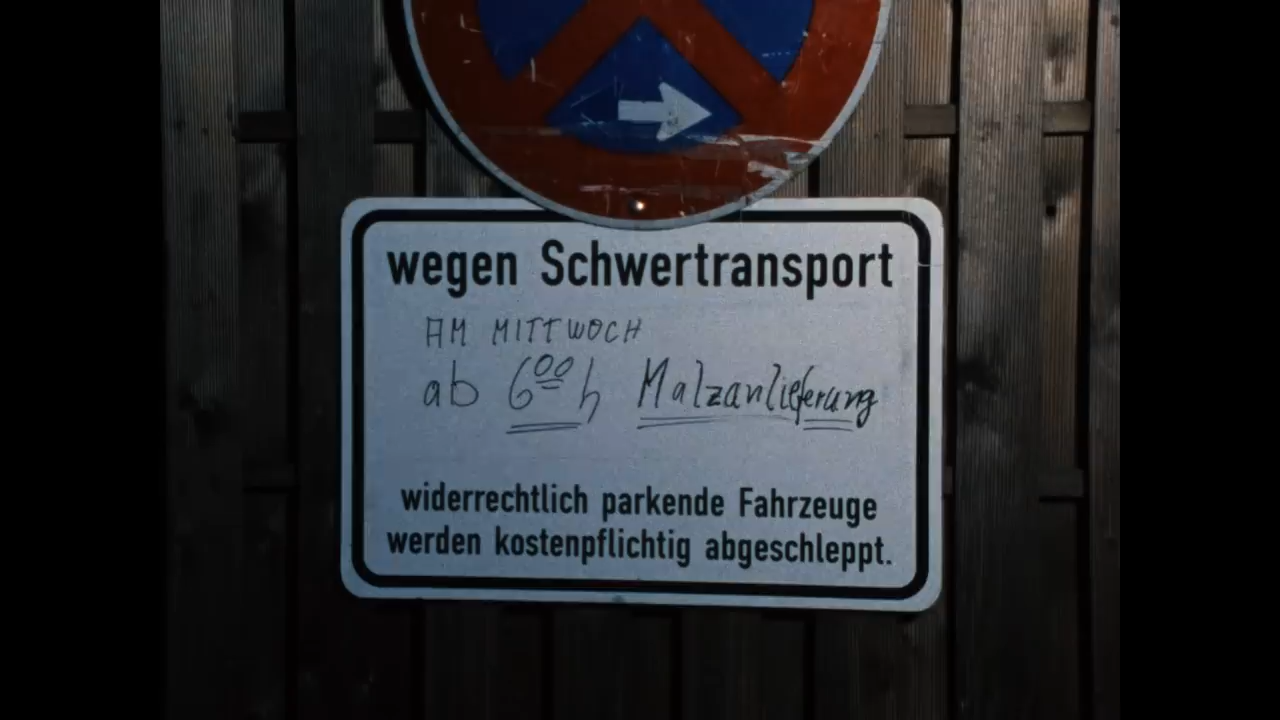 wegen Schwertransport
AM MITTWOCH
ab 6⁰⁰ h Malzanlieferung
widerrechtlich parkende Fahrzeuge
werden kostenpflichtig abgeschleppt.